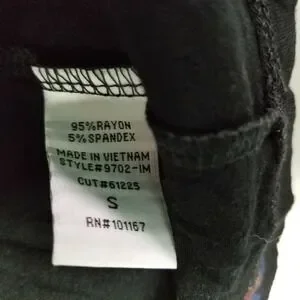 95%RAYON
5%SPANDEX
MADE IN VIETNAM
STYLE#9702-IM
CUT#61225
S
RN#101167